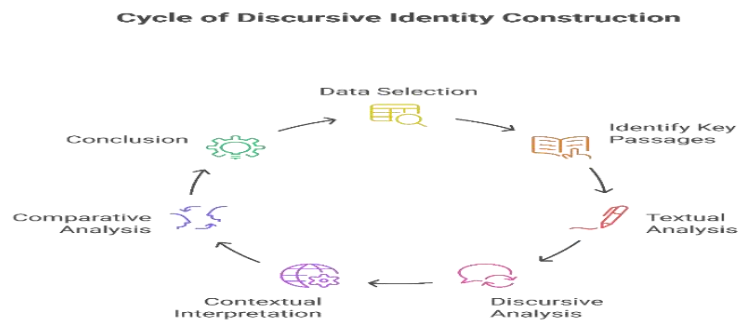 Cycle of Discursive Identity Construction
Data Selection
Identify Key
Passages
Textual
Analysis
Discursive
Analysis
Contextual
Interpretation
Comparative
Analysis
Conclusion